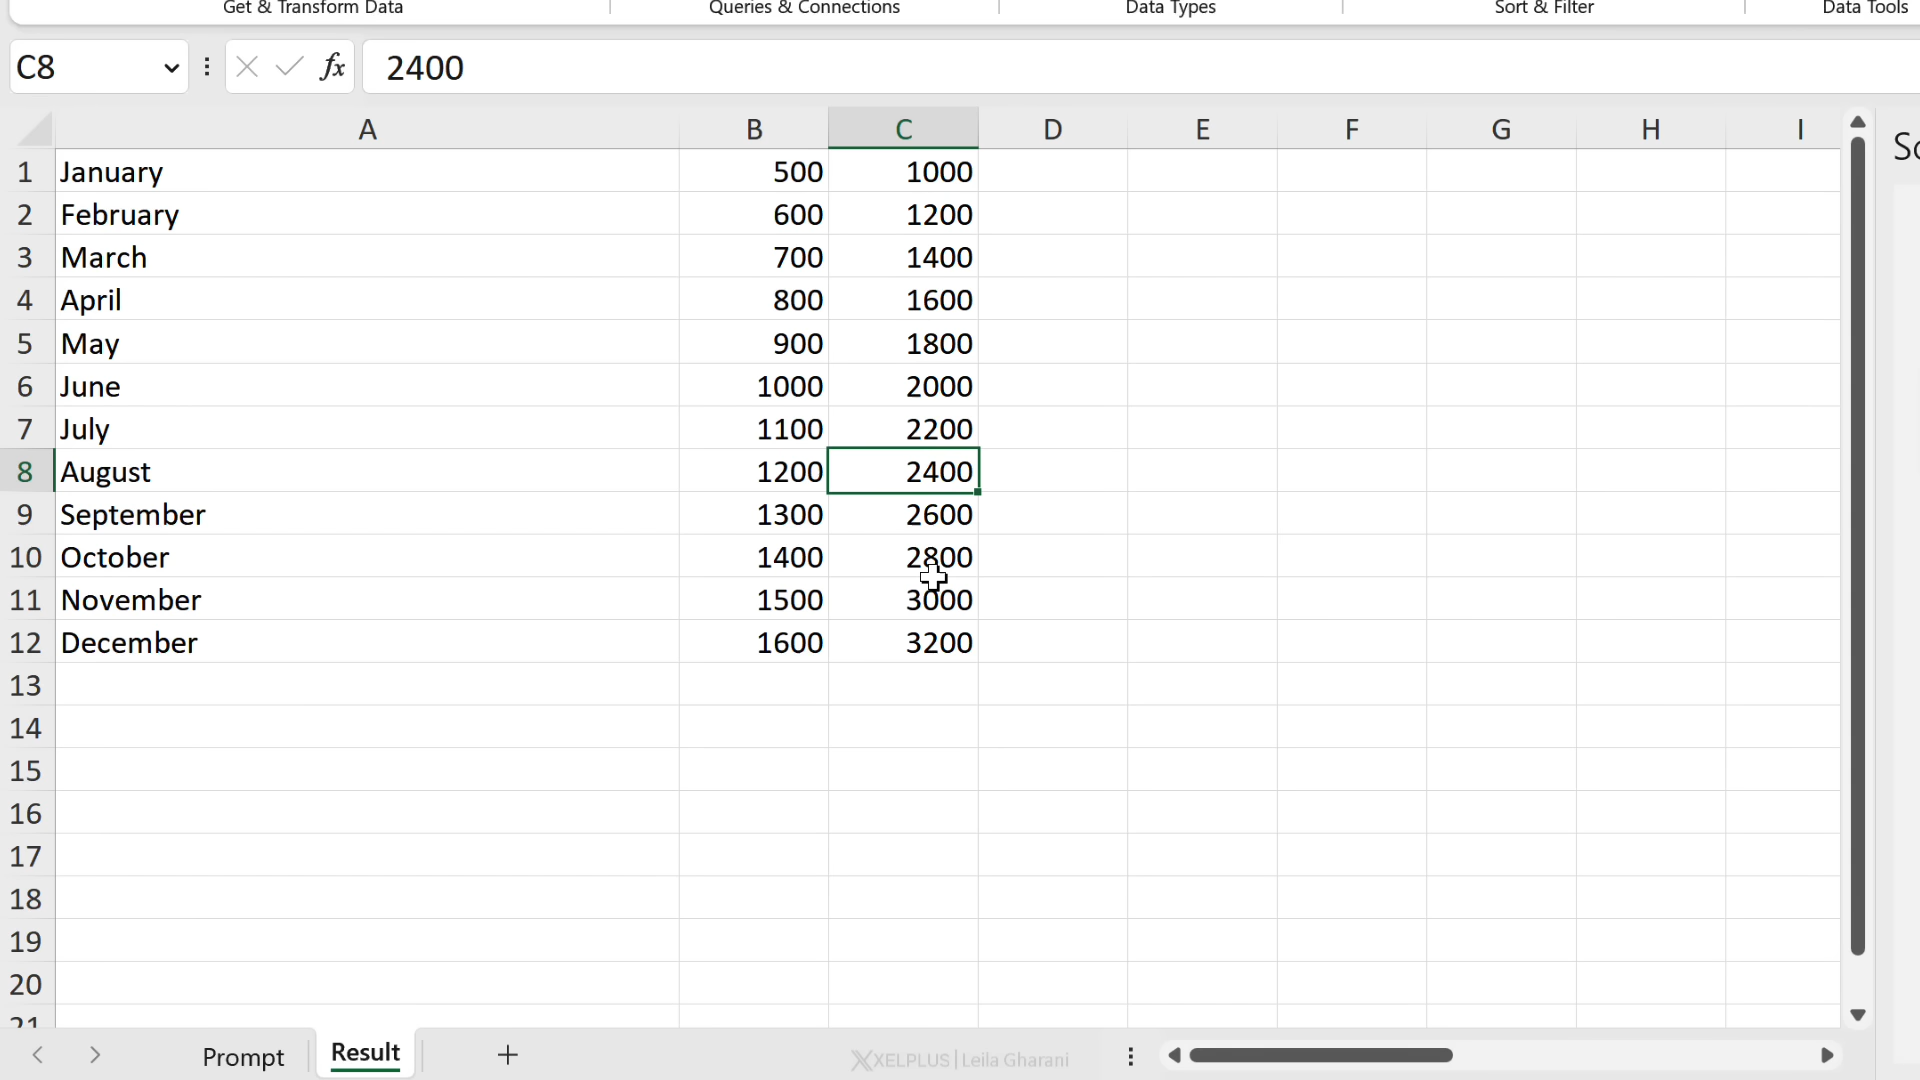 Get & Transform Data Queries & Connections Data Types Sort & Filter Data Tools
C8 fx 2400
A B C D E F G H I
1 January 500 1000
2 February 600 1200
3 March 700 1400
4 April 800 1600
5 May 900 1800
6 June 1000 2000
7 July 1100 2200
8 August 1200 2400
9 September 1300 2600
10 October 1400 2800
11 November 1500 3000
12 December 1600 3200
13
14
15
16
17
18
19
20
21
Prompt Result + XELPLUS | Leila Gharani